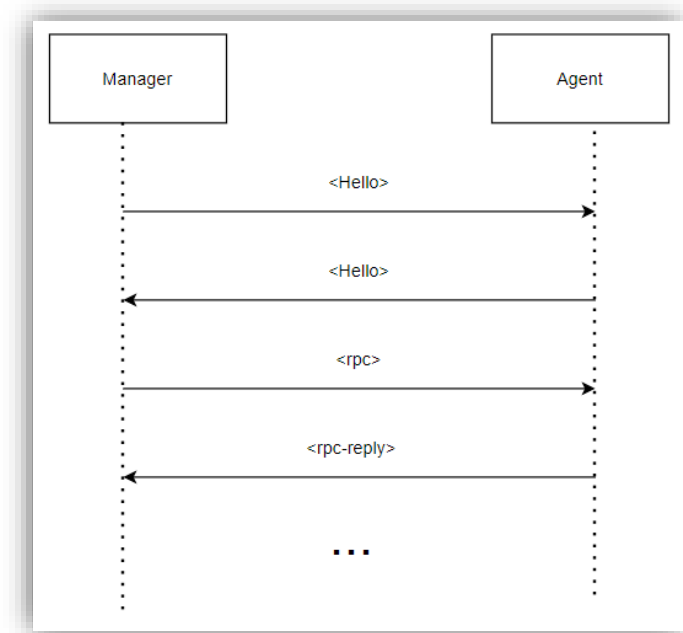 Manager
Agent
<Hello>
<Hello>
<rpc>
<rpc-reply>
...